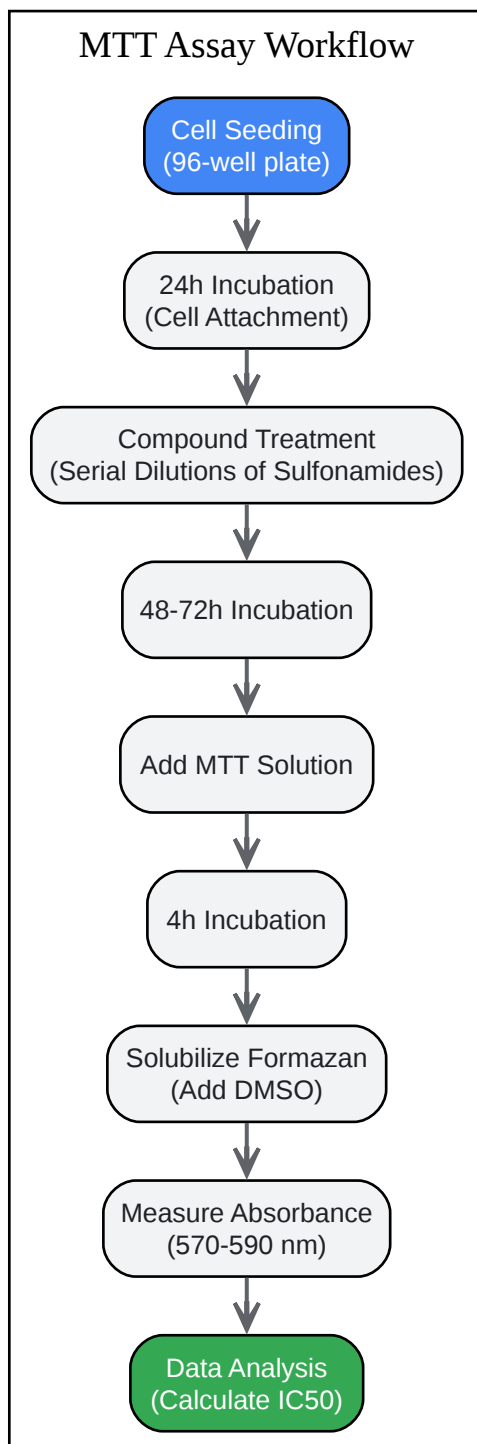 MTT Assay Workflow
Cell Seeding
(96-well plate)
24h Incubation
(Cell Attachment)
Compound Treatment
(Serial Dilutions of Sulfonamides)
48-72h Incubation
Add MTT Solution
4h Incubation
Solubilize Formazan
(Add DMSO)
Measure Absorbance
(570-590 nm)
Data Analysis
(Calculate IC50)